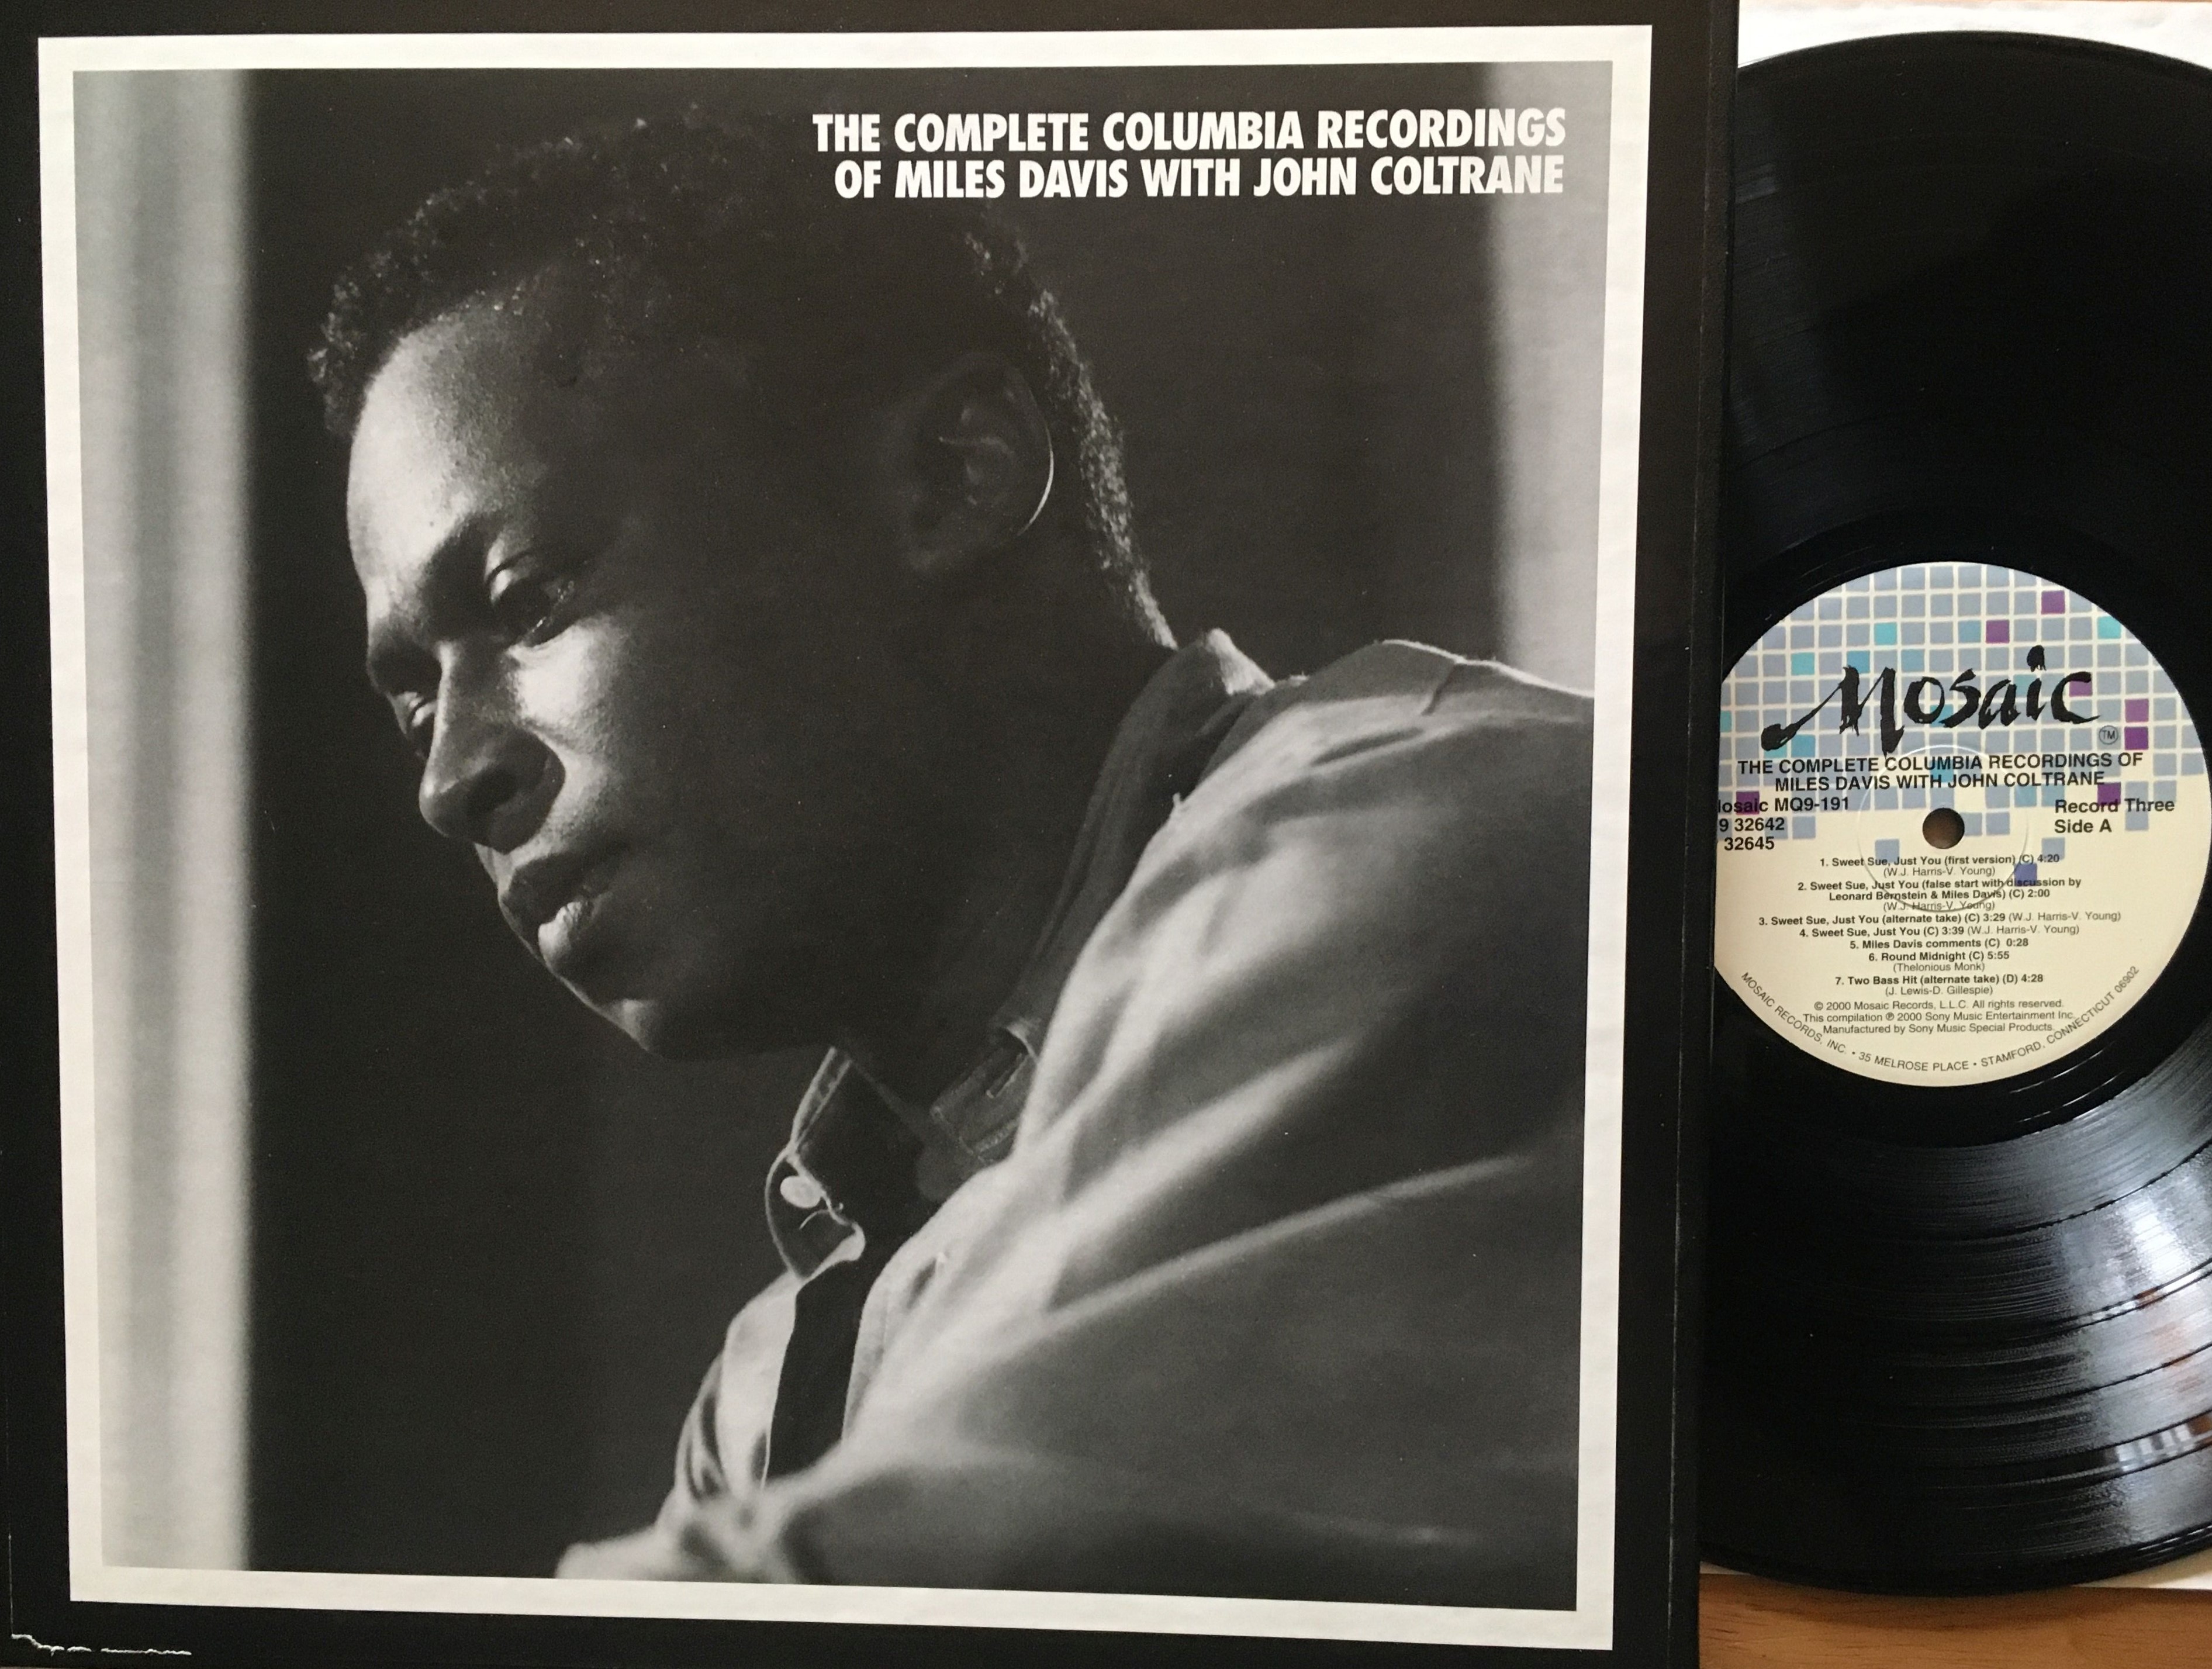 THE COMPLETE COLUMBIA RECORDINGS
OF MILES DAVIS WITH JOHN COLTRANE
Mosaic
TM
THE COMPLETE COLUMBIA RECORDINGS OF
MILES DAVIS WITH JOHN COLTRANE
MQ9-191
9 32642
32645
Record Three
Side A
1. Sweet Sue, Just You (first version) (C) 4:20
(W.J. Harris-V. Young)
2. Sweet Sue, Just You (false start with discussion by
Leonard Bernstein & Miles Davis) (C) 2:00
(W.J. Harris-V. Young)
3. Sweet Sue, Just You (alternate take) (C) 3:29 (W.J. Harris-V. Young)
4. Sweet Sue, Just You (C) 3:39 (W.J. Harris-V. Young)
5. Miles Davis comments (C) 0:28
6. Round Midnight (C) 5:55
(Thelonious Monk)
7. Two Bass Hit (alternate take) (D) 4:28
(J. Lewis-D. Gillespie)
© 2000 Mosaic Records, L.L.C. All rights reserved.
This compilation ℗ 2000 Sony Music Entertainment Inc.
Manufactured by Sony Music Special Products
MOSAIC RECORDS, INC. • 35 MELROSE PLACE • STAMFORD, CONNECTICUT 06902